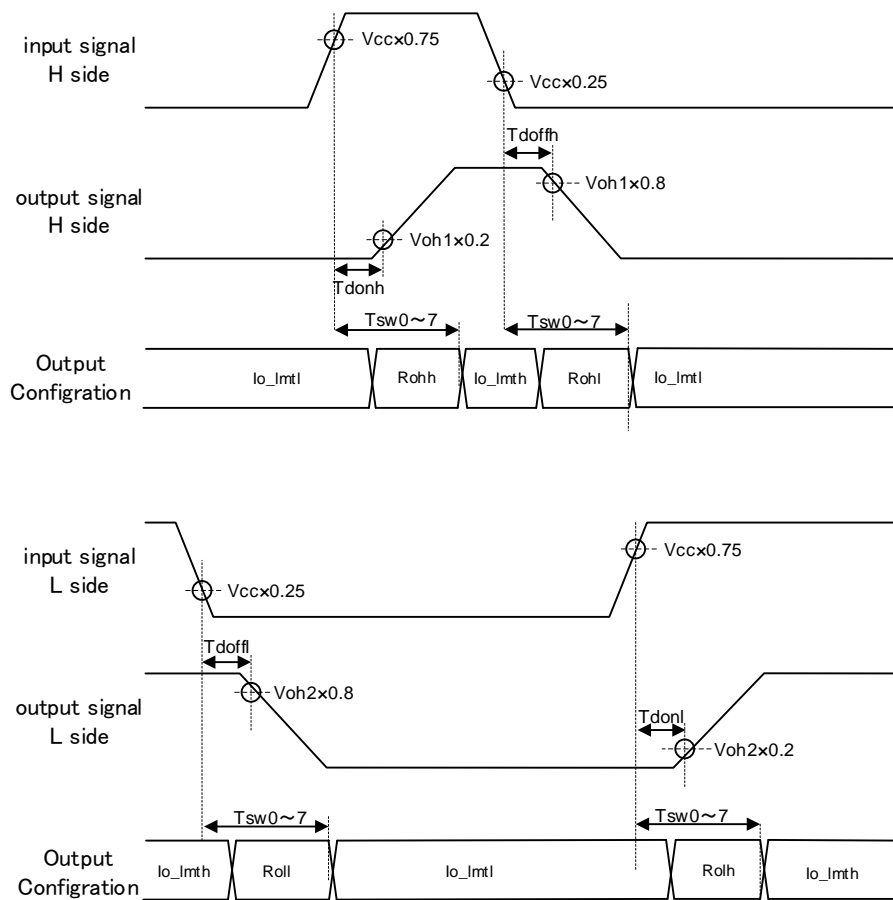 input signal
H side
Vcc×0.75
Vcc×0.25
Tdoffh
output signal
H side
Voh1×0.8
Voh1×0.2
Tdonh
Tsw0～7
Tsw0～7
Output
Configration
Io_lmtl
Rohh
Io_lmth
Rohl
Io_lmtl
input signal
L side
Vcc×0.75
Vcc×0.25
Tdoffl
output signal
L side
Voh2×0.8
Tdonl
Voh2×0.2
Tsw0～7
Tsw0～7
Output
Configration
Io_lmth
Roll
Io_lmtl
Rolh
Io_lmth